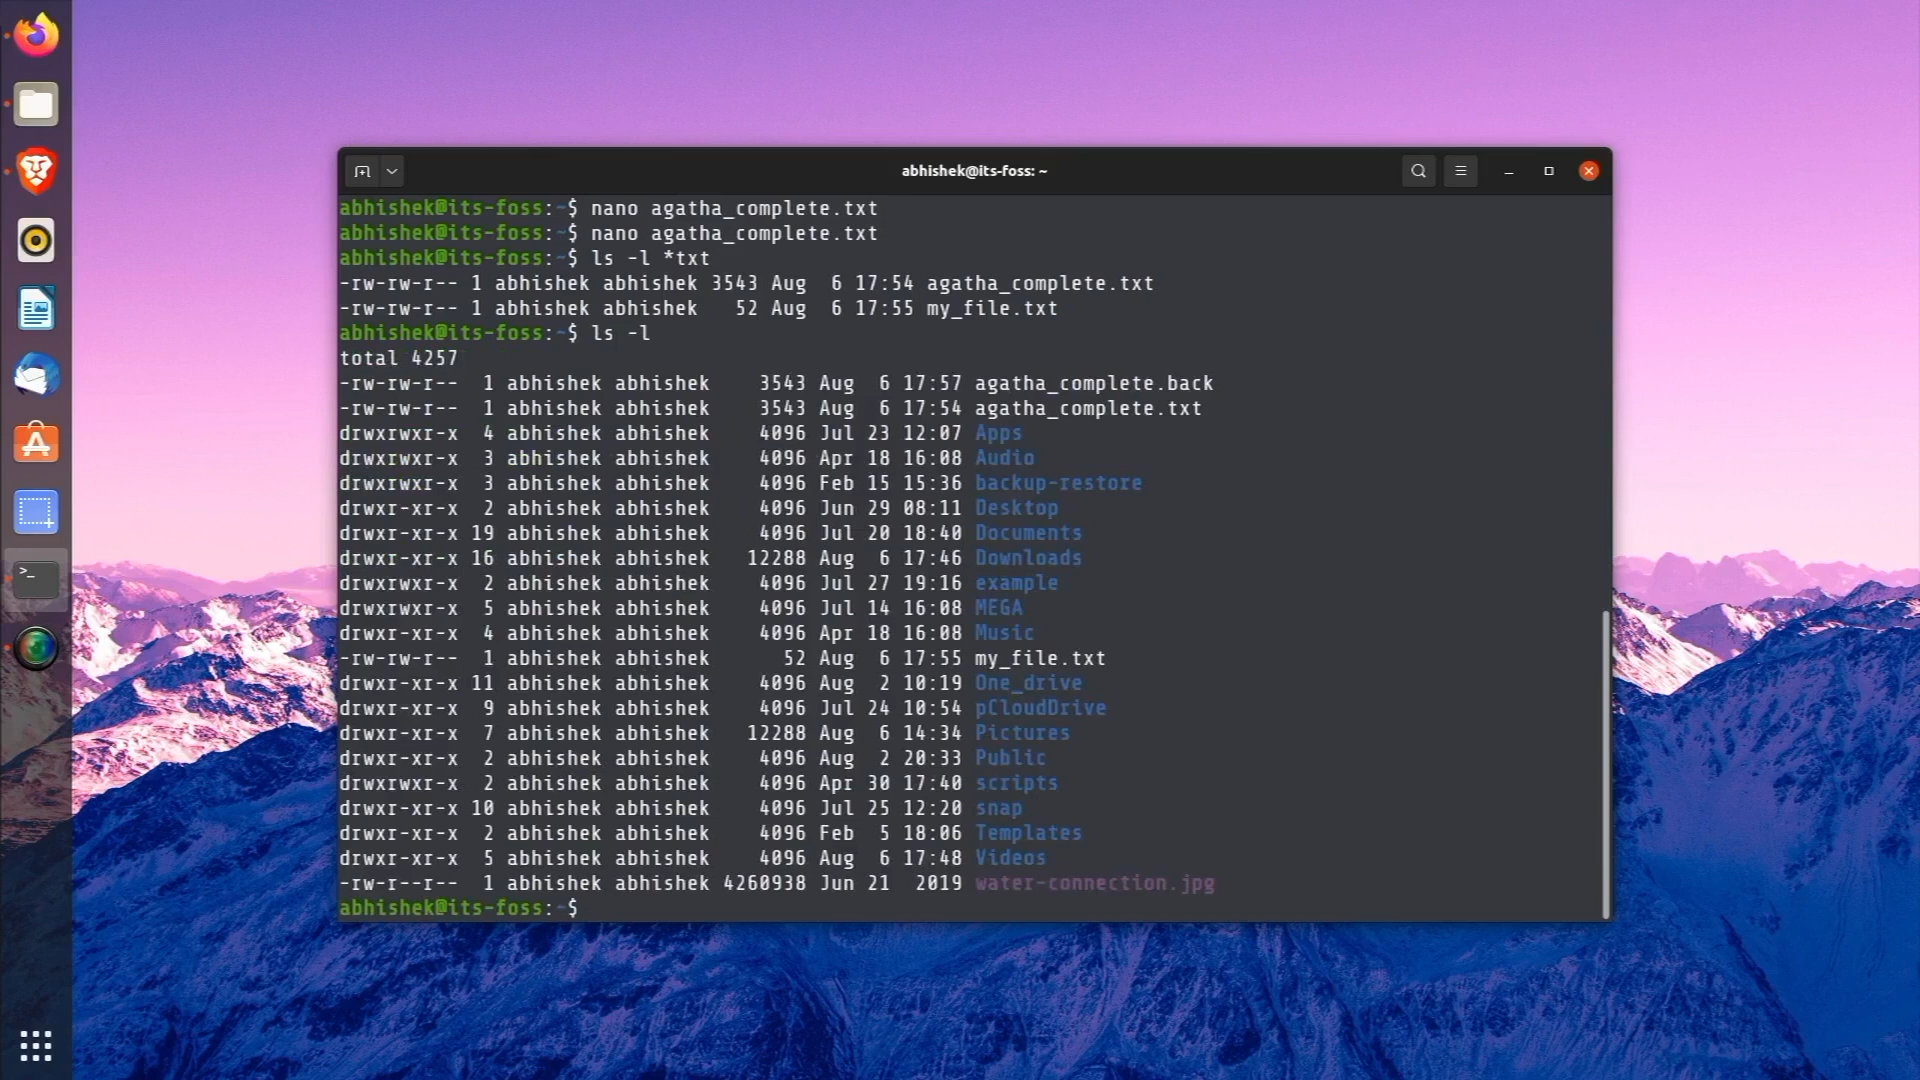 abhishek@its-foss: ~
abhishek@its-foss:~$ nano agatha_complete.txt
abhishek@its-foss:~$ nano agatha_complete.txt
abhishek@its-foss:~$ ls -l *txt
-rw-rw-r-- 1 abhishek abhishek 3543 Aug  6 17:54 agatha_complete.txt
-rw-rw-r-- 1 abhishek abhishek   52 Aug  6 17:55 my_file.txt
abhishek@its-foss:~$ ls -l
total 4257
-rw-rw-r--  1 abhishek abhishek    3543 Aug  6 17:57 agatha_complete.back
-rw-rw-r--  1 abhishek abhishek    3543 Aug  6 17:54 agatha_complete.txt
drwxrwxr-x  4 abhishek abhishek    4096 Jul 23 12:07 Apps
drwxrwxr-x  3 abhishek abhishek    4096 Apr 18 16:08 Audio
drwxrwxr-x  3 abhishek abhishek    4096 Feb 15 15:36 backup-restore
drwxr-xr-x  2 abhishek abhishek    4096 Jun 29 08:11 Desktop
drwxr-xr-x 19 abhishek abhishek    4096 Jul 20 18:40 Documents
drwxr-xr-x 16 abhishek abhishek   12288 Aug  6 17:46 Downloads
drwxrwxr-x  2 abhishek abhishek    4096 Jul 27 19:16 example
drwxrwxr-x  5 abhishek abhishek    4096 Jul 14 16:08 MEGA
drwxr-xr-x  4 abhishek abhishek    4096 Apr 18 16:08 Music
-rw-rw-r--  1 abhishek abhishek      52 Aug  6 17:55 my_file.txt
drwxr-xr-x 11 abhishek abhishek    4096 Aug  2 10:19 One_drive
drwxr-xr-x  9 abhishek abhishek    4096 Jul 24 10:54 pCloudDrive
drwxr-xr-x  7 abhishek abhishek   12288 Aug  6 14:34 Pictures
drwxr-xr-x  2 abhishek abhishek    4096 Aug  2 20:33 Public
drwxrwxr-x  2 abhishek abhishek    4096 Apr 30 17:40 scripts
drwxr-xr-x 10 abhishek abhishek    4096 Jul 25 12:20 snap
drwxr-xr-x  2 abhishek abhishek    4096 Feb  5 18:06 Templates
drwxr-xr-x  5 abhishek abhishek    4096 Aug  6 17:48 Videos
-rw-r--r--  1 abhishek abhishek 4260938 Jun 21  2019 water-connection.jpg
abhishek@its-foss:~$